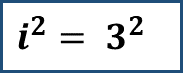 i² = 3²